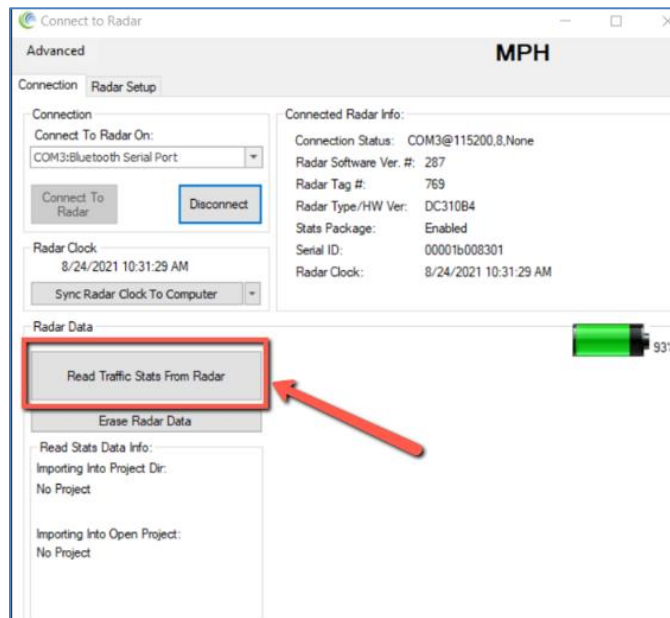 Connect to Radar
Advanced
MPH
Connection Radar Setup
Connection
Connect To Radar On:
COM3:Bluetooth Serial Port
Connect To
Radar
Disconnect
Radar Clock
8/24/2021 10:31:29 AM
Sync Radar Clock To Computer
Connected Radar Info:
Connection Status: COM3@115200,8,None
Radar Software Ver. #: 287
Radar Tag #: 769
Radar Type/HW Ver: DC310B4
Stats Package: Enabled
Serial ID: 00001b008301
Radar Clock: 8/24/2021 10:31:29 AM
Radar Data
93%
Read Traffic Stats From Radar
Erase Radar Data
Read Stats Data Info:
Importing Into Project Dir:
No Project
Importing Into Open Project:
No Project